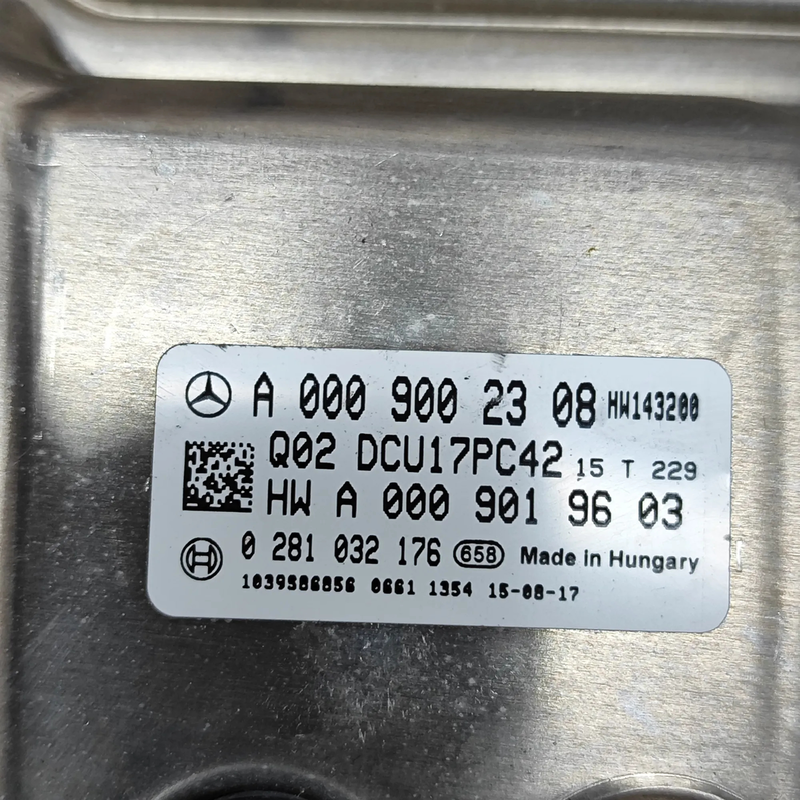 A 000 900 23 08 HW143200
Q02 DCU17PC42 15 T 229
HW A 000 901 96 03
0 281 032 176 658 Made in Hungary
1039S86856 0661 1354 15-08-17